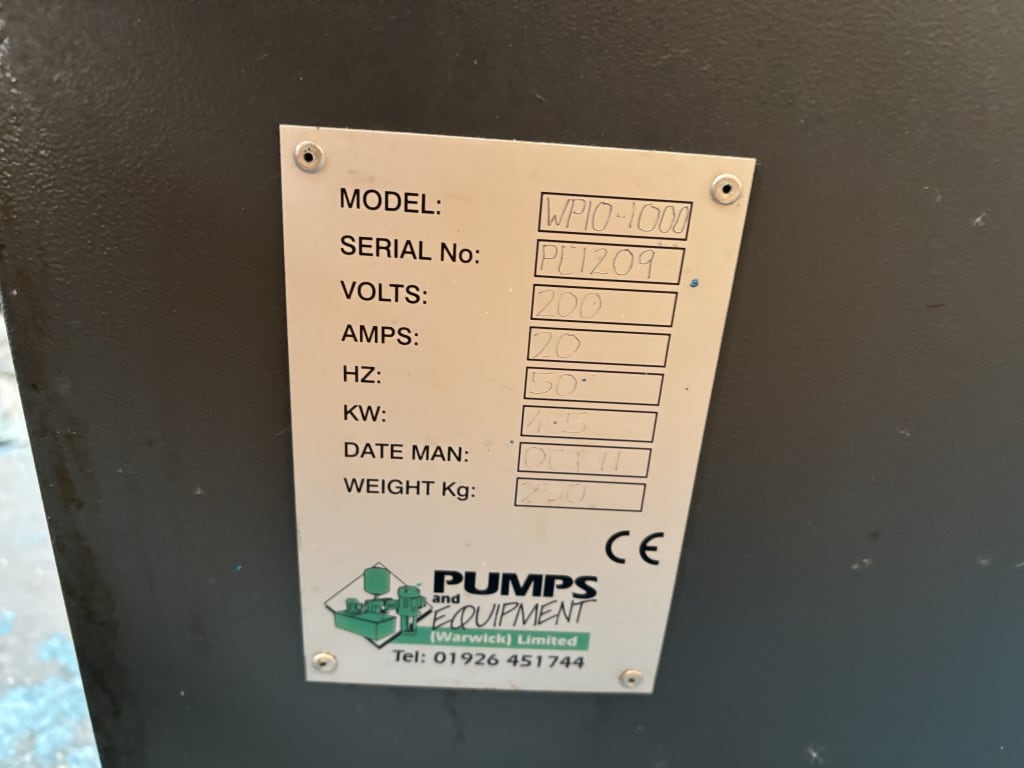 MODEL: WP10-1000
SERIAL No: PE1209
VOLTS: 200
AMPS: 20
HZ: 50
KW: 4.5
DATE MAN: OCT 11
WEIGHT Kg:
CE
PUMPS
and
EQUIPMENT
(Warwick) Limited
Tel: 01926 451744